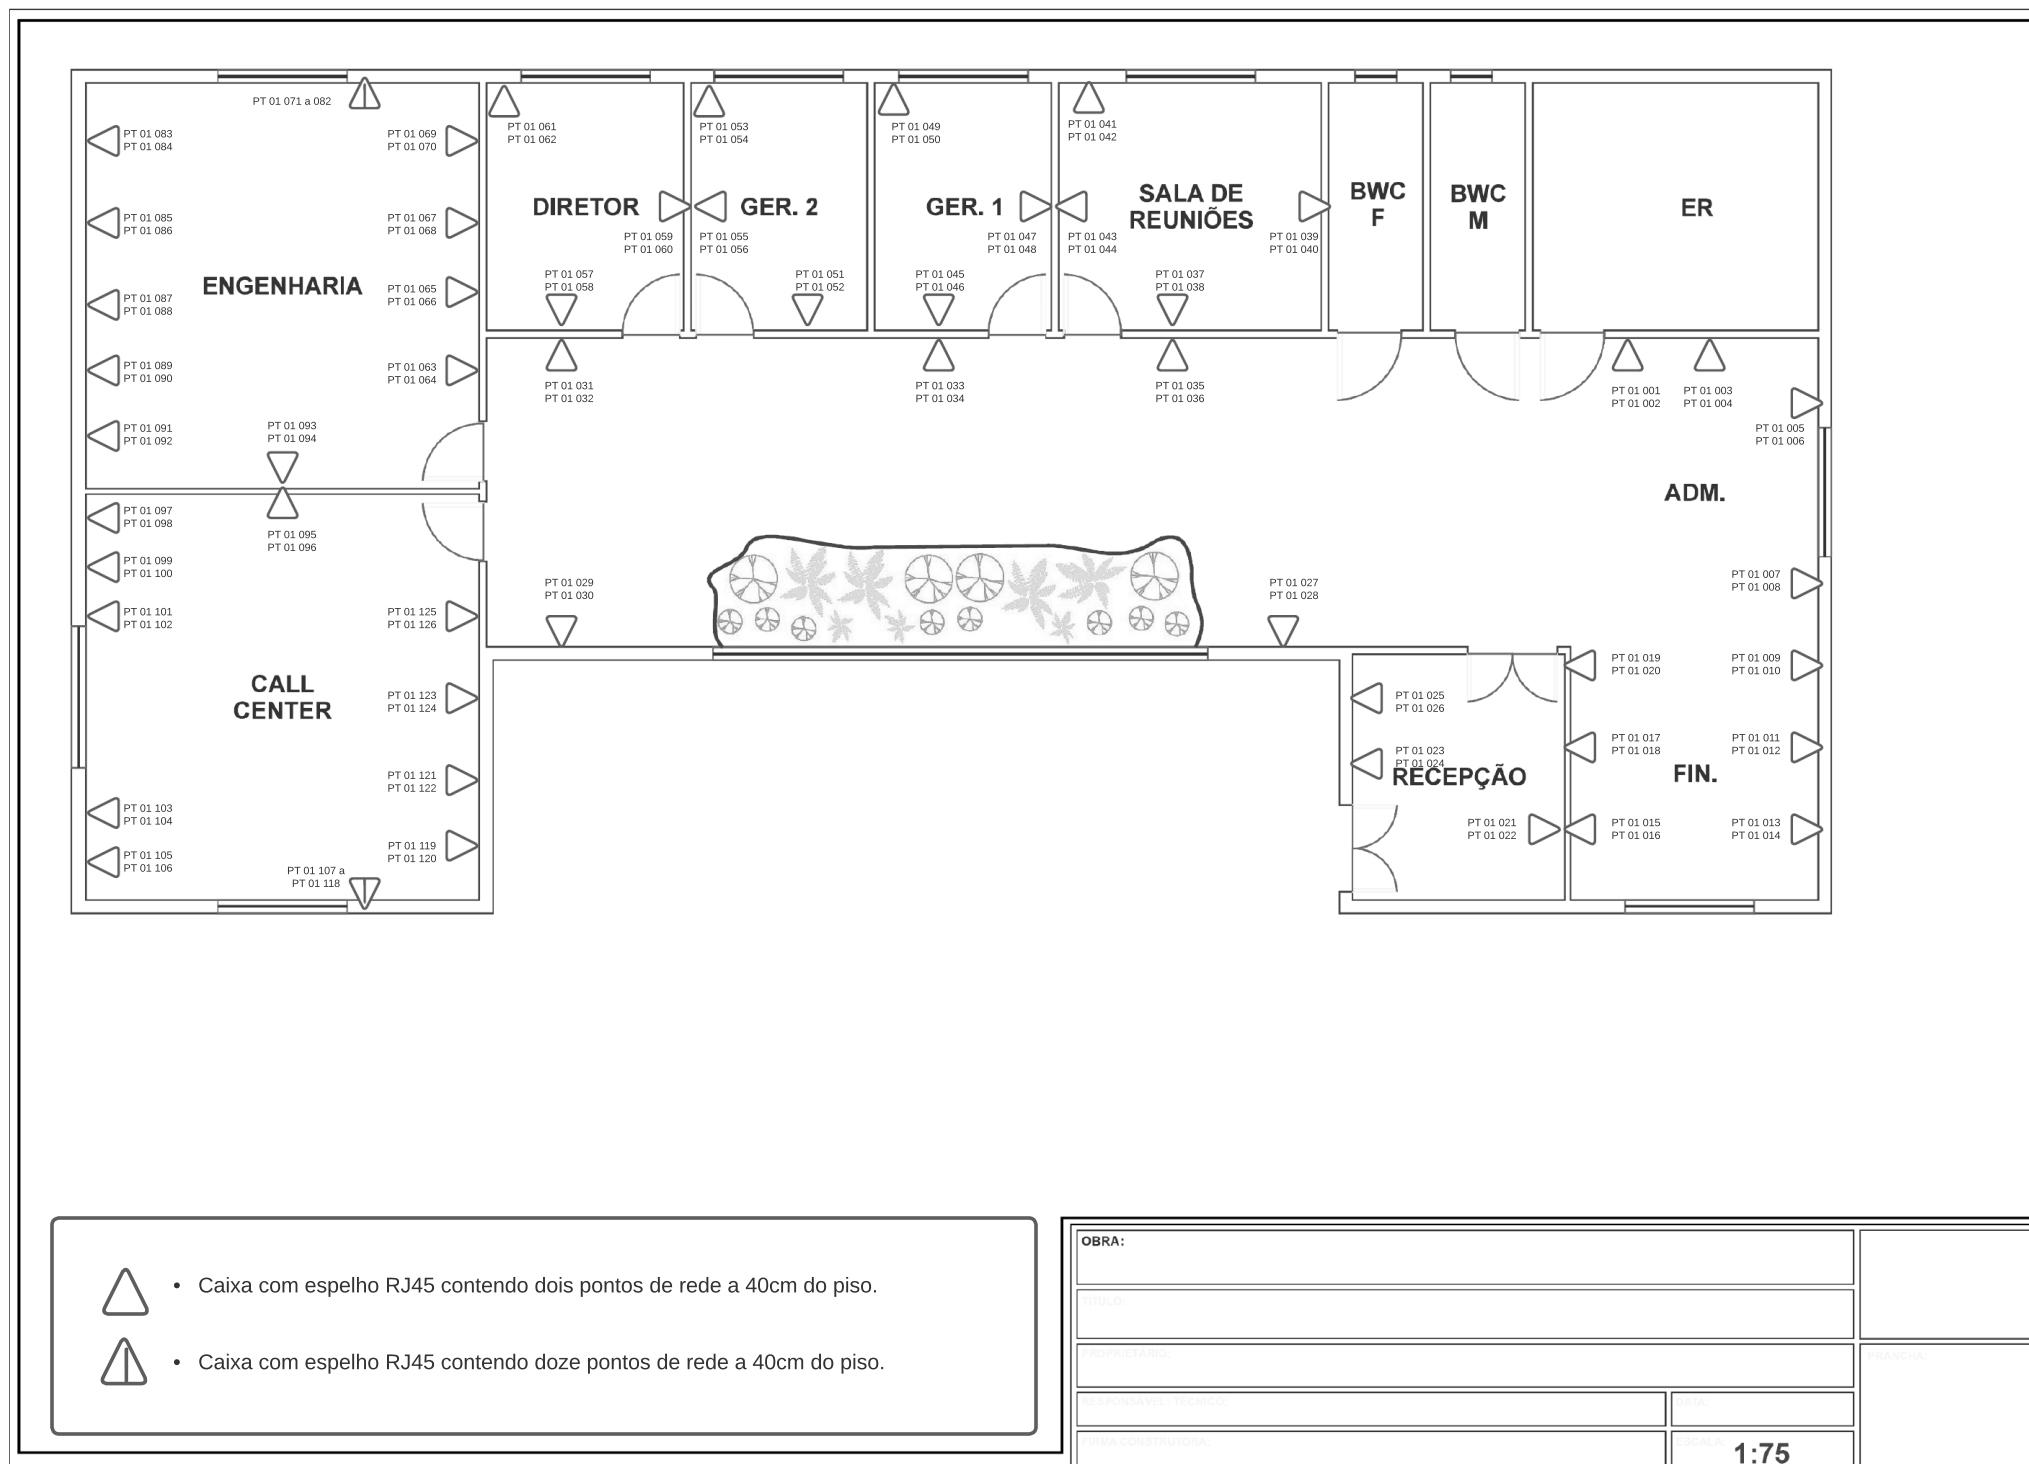 PT 01 071 a 082
PT 01 083
PT 01 084
PT 01 069
PT 01 070
PT 01 085
PT 01 086
PT 01 067
PT 01 068
ENGENHARIA
PT 01 087
PT 01 088
PT 01 065
PT 01 066
PT 01 089
PT 01 090
PT 01 063
PT 01 064
PT 01 091
PT 01 092
PT 01 093
PT 01 094
PT 01 061
PT 01 062
DIRETOR
PT 01 059
PT 01 060
PT 01 057
PT 01 058
PT 01 053
PT 01 054
GER. 2
PT 01 055
PT 01 056
PT 01 051
PT 01 052
PT 01 049
PT 01 050
GER. 1
PT 01 047
PT 01 048
PT 01 045
PT 01 046
PT 01 041
PT 01 042
SALA DE
REUNIÕES
PT 01 043
PT 01 044
PT 01 039
PT 01 040
PT 01 037
PT 01 038
BWC
F
BWC
M
ER
PT 01 031
PT 01 032
PT 01 033
PT 01 034
PT 01 035
PT 01 036
PT 01 001
PT 01 002
PT 01 003
PT 01 004
PT 01 005
PT 01 006
ADM.
PT 01 097
PT 01 098
PT 01 095
PT 01 096
PT 01 099
PT 01 100
PT 01 101
PT 01 102
PT 01 125
PT 01 126
CALL
CENTER
PT 01 123
PT 01 124
PT 01 121
PT 01 122
PT 01 103
PT 01 104
PT 01 119
PT 01 120
PT 01 105
PT 01 106
PT 01 107 a
PT 01 118
PT 01 029
PT 01 030
PT 01 027
PT 01 028
PT 01 007
PT 01 008
PT 01 025
PT 01 026
PT 01 023
PT 01 024
RECEPÇÃO
PT 01 021
PT 01 022
PT 01 019
PT 01 020
PT 01 009
PT 01 010
PT 01 017
PT 01 018
PT 01 011
PT 01 012
FIN.
PT 01 015
PT 01 016
PT 01 013
PT 01 014
• Caixa com espelho RJ45 contendo dois pontos de rede a 40cm do piso.
• Caixa com espelho RJ45 contendo doze pontos de rede a 40cm do piso.
OBRA:
TITULO:
PROPRIETÁRIO:
PRANCHA:
RESPONSÁVEL TÉCNICO:
DATA:
FIRMA CONSTRUTORA:
ESCALA:
1:75